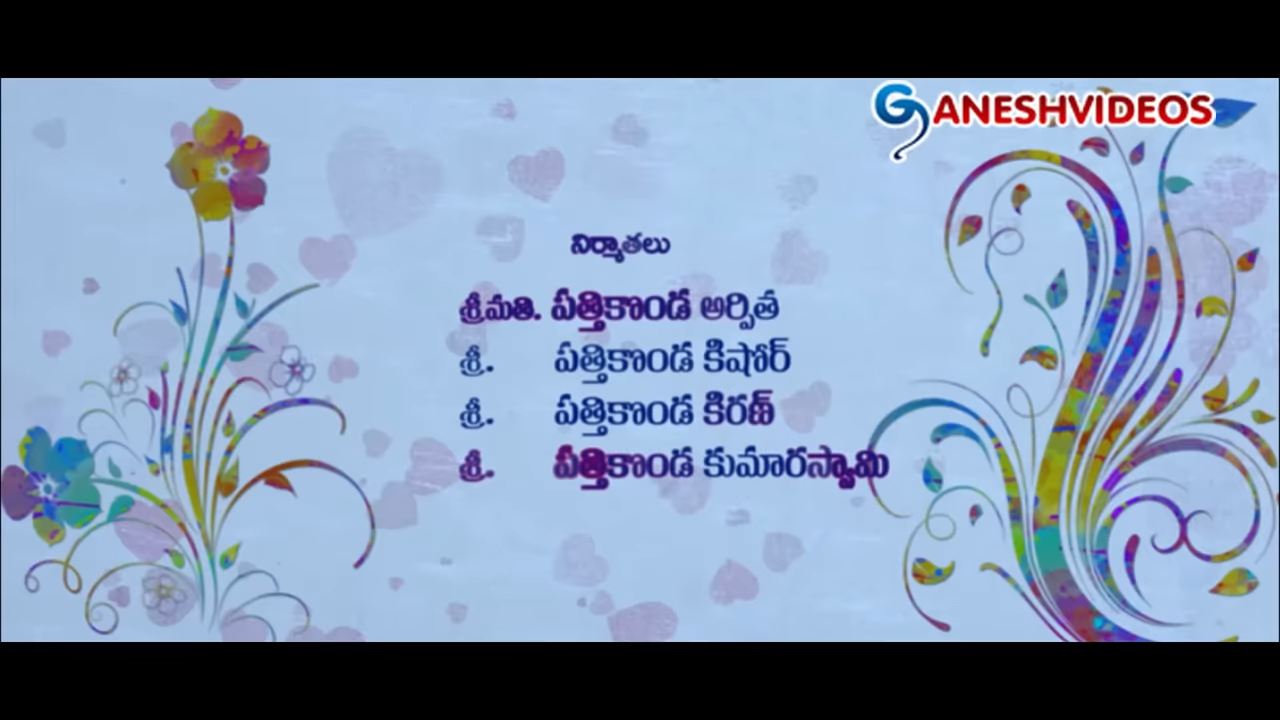 GANESHVIDEOS
నిర్మాతలు
శ్రీమతి. పత్తికొండ అర్పిత
శ్రీ. పత్తికొండ కిషోర్
శ్రీ. పత్తికొండ కిరణ్
శ్రీ. పత్తికొండ కుమారస్వామి